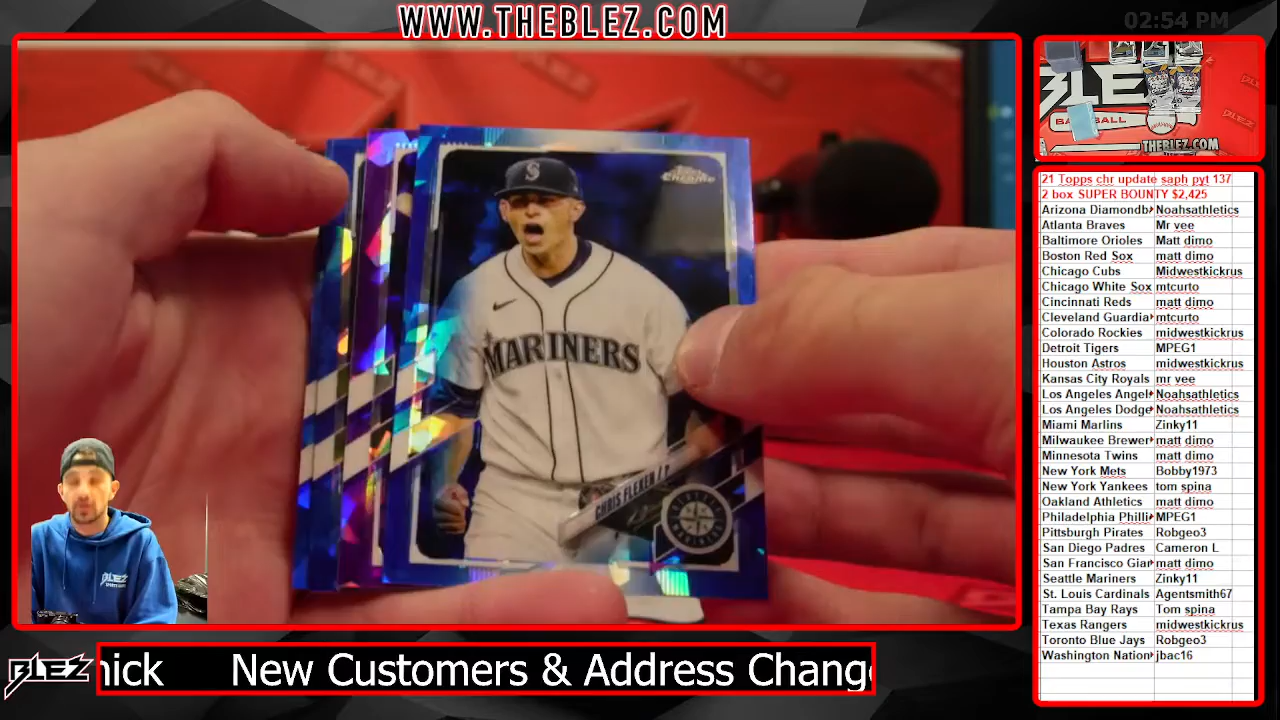 WWW.THEBLEZ.COM
02:54 PM
S
Topps Chrome
MARINERS
CHRIS FLEXEN
BLEZ
BASEBALL
THEBLEZ.COM
21 Topps chr update saph pyt 137
2 box SUPER BOUNTY $2,425
Arizona Diamondb Noahsathletics
Atlanta Braves Mr vee
Baltimore Orioles Matt dimo
Boston Red Sox matt dimo
Chicago Cubs Midwestkickrus
Chicago White Sox mtcurto
Cincinnati Reds matt dimo
Cleveland Guardia mtcurto
Colorado Rockies midwestkickrus
Detroit Tigers MPEG1
Houston Astros midwestkickrus
Kansas City Royals mr vee
Los Angeles Angel Noahsathletics
Los Angeles Dodge Noahsathletics
Miami Marlins Zinky11
Milwaukee Brewer matt dimo
Minnesota Twins matt dimo
New York Mets Bobby1973
New York Yankees tom spina
Oakland Athletics matt dimo
Philadelphia Philli MPEG1
Pittsburgh Pirates Robgeo3
San Diego Padres Cameron L
San Francisco Gian matt dimo
Seattle Mariners Zinky11
St. Louis Cardinals Agentsmith67
Tampa Bay Rays Tom spina
Texas Rangers midwestkickrus
Toronto Blue Jays Robgeo3
Washington Nation jbac16
BLEZ
BLEZ
nick New Customers & Address Chang